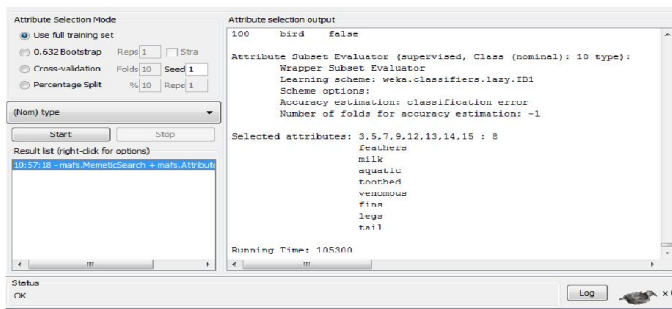 Attribute Selection Mode
Use full training set
0.632 Bootstrap Reps 1 Stra
Cross-validation Folds 10 Seed 1
Percentage Split % 10 Reps 1
(Nom) type
Start Stop
Result list (right-click for options)
10:57:18 - mafs.MemeticSearch + mafs.Attribute
Attribute selection output
100 bird false
Attribute Subset Evaluator (supervised, Class (nominal): 18 type):
Wrapper Subset Evaluator
Learning scheme: weka.classifiers.lazy.IB1
Scheme options:
Accuracy estimation: classification error
Number of folds for accuracy estimation: -1
Selected attributes: 3,5,7,9,12,13,14,15 : 8
feathers
milk
aquatic
toothed
venomous
fins
legs
tail
Running Time: 105300
Status
OK
Log